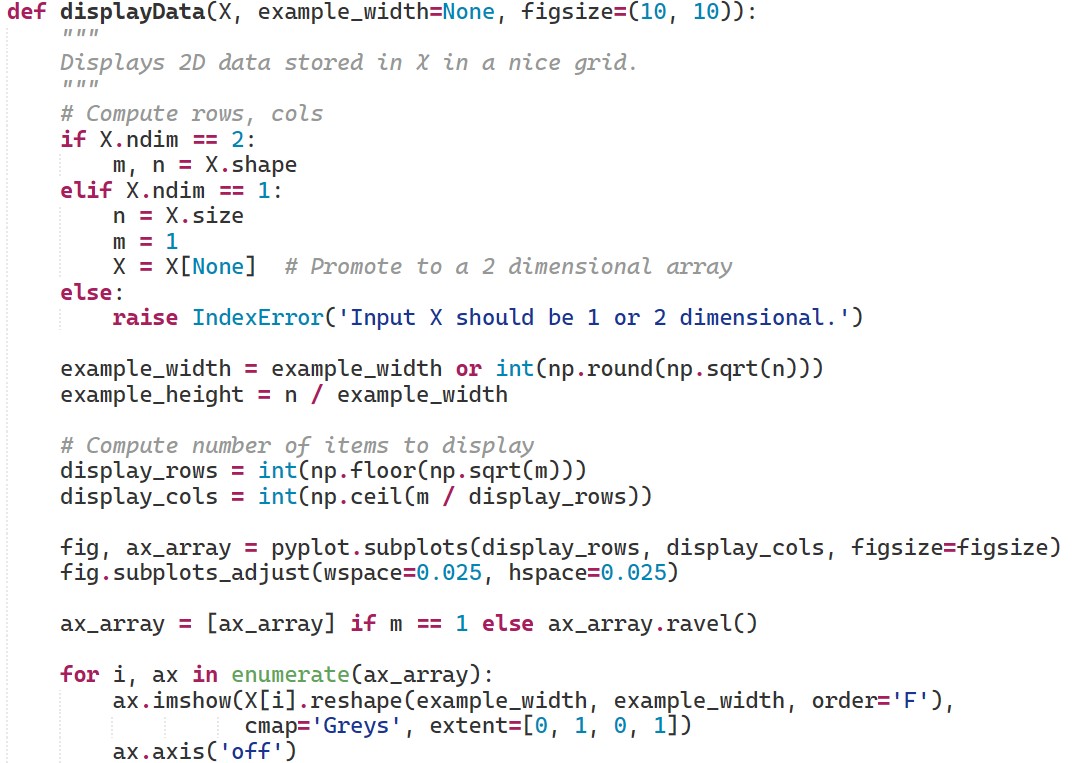 def displayData(X, example_width=None, figsize=(10, 10)):
    """
    Displays 2D data stored in X in a nice grid.
    """
    # Compute rows, cols
    if X.ndim == 2:
        m, n = X.shape
    elif X.ndim == 1:
        n = X.size
        m = 1
        X = X[None]  # Promote to a 2 dimensional array
    else:
        raise IndexError('Input X should be 1 or 2 dimensional.')

    example_width = example_width or int(np.round(np.sqrt(n)))
    example_height = n / example_width

    # Compute number of items to display
    display_rows = int(np.floor(np.sqrt(m)))
    display_cols = int(np.ceil(m / display_rows))

    fig, ax_array = pyplot.subplots(display_rows, display_cols, figsize=figsize)
    fig.subplots_adjust(wspace=0.025, hspace=0.025)

    ax_array = [ax_array] if m == 1 else ax_array.ravel()

    for i, ax in enumerate(ax_array):
        ax.imshow(X[i].reshape(example_width, example_width, order='F'),
                  cmap='Greys', extent=[0, 1, 0, 1])
        ax.axis('off')